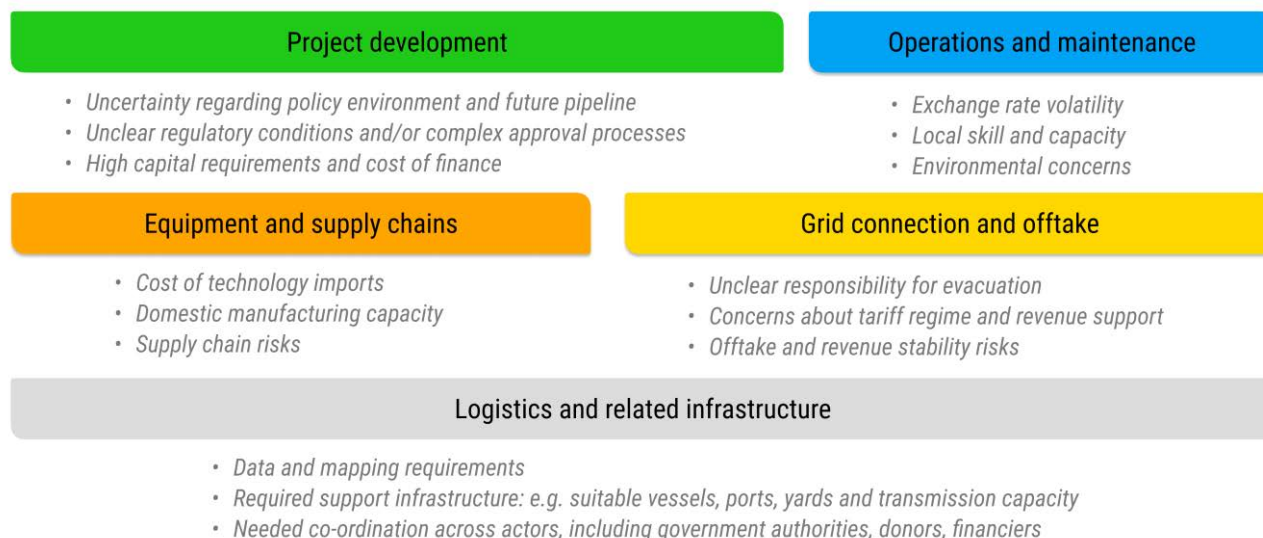 Project development
• Uncertainty regarding policy environment and future pipeline
• Unclear regulatory conditions and/or complex approval processes
• High capital requirements and cost of finance
Operations and maintenance
• Exchange rate volatility
• Local skill and capacity
• Environmental concerns
Equipment and supply chains
• Cost of technology imports
• Domestic manufacturing capacity
• Supply chain risks
Grid connection and offtake
• Unclear responsibility for evacuation
• Concerns about tariff regime and revenue support
• Offtake and revenue stability risks
Logistics and related infrastructure
• Data and mapping requirements
• Required support infrastructure: e.g. suitable vessels, ports, yards and transmission capacity
• Needed co-ordination across actors, including government authorities, donors, financiers